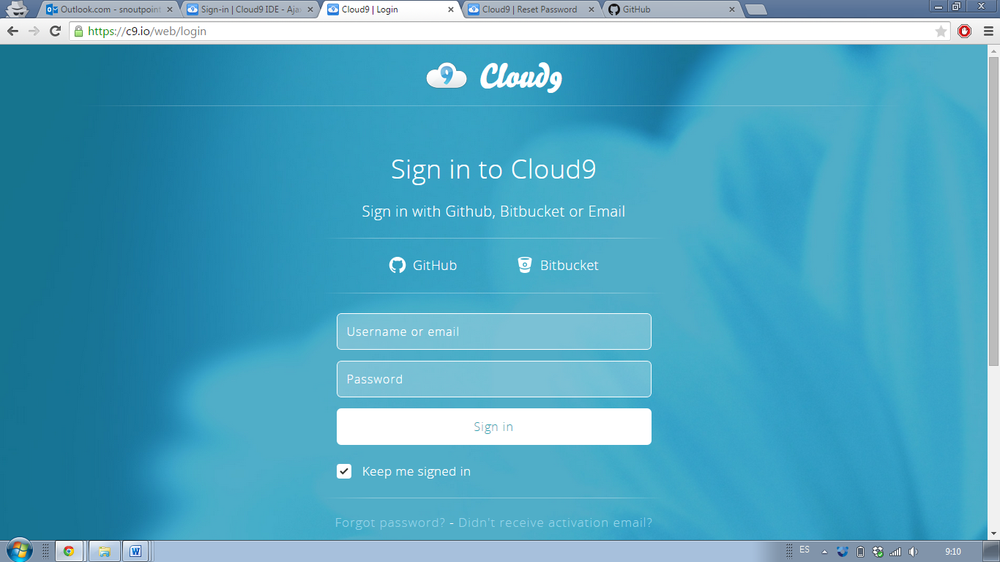 Outlook.com - snoutpoint
Sign-in | Cloud9 IDE - Aja
Cloud9 | Login
Cloud9 | Reset Password
GitHub
https://c9.io/web/login
9 Cloud9
Sign in to Cloud9
Sign in with Github, Bitbucket or Email
GitHub Bitbucket
Username or email
Password
Sign in
Keep me signed in
Forgot password? - Didn't receive activation email?
ES 9:10